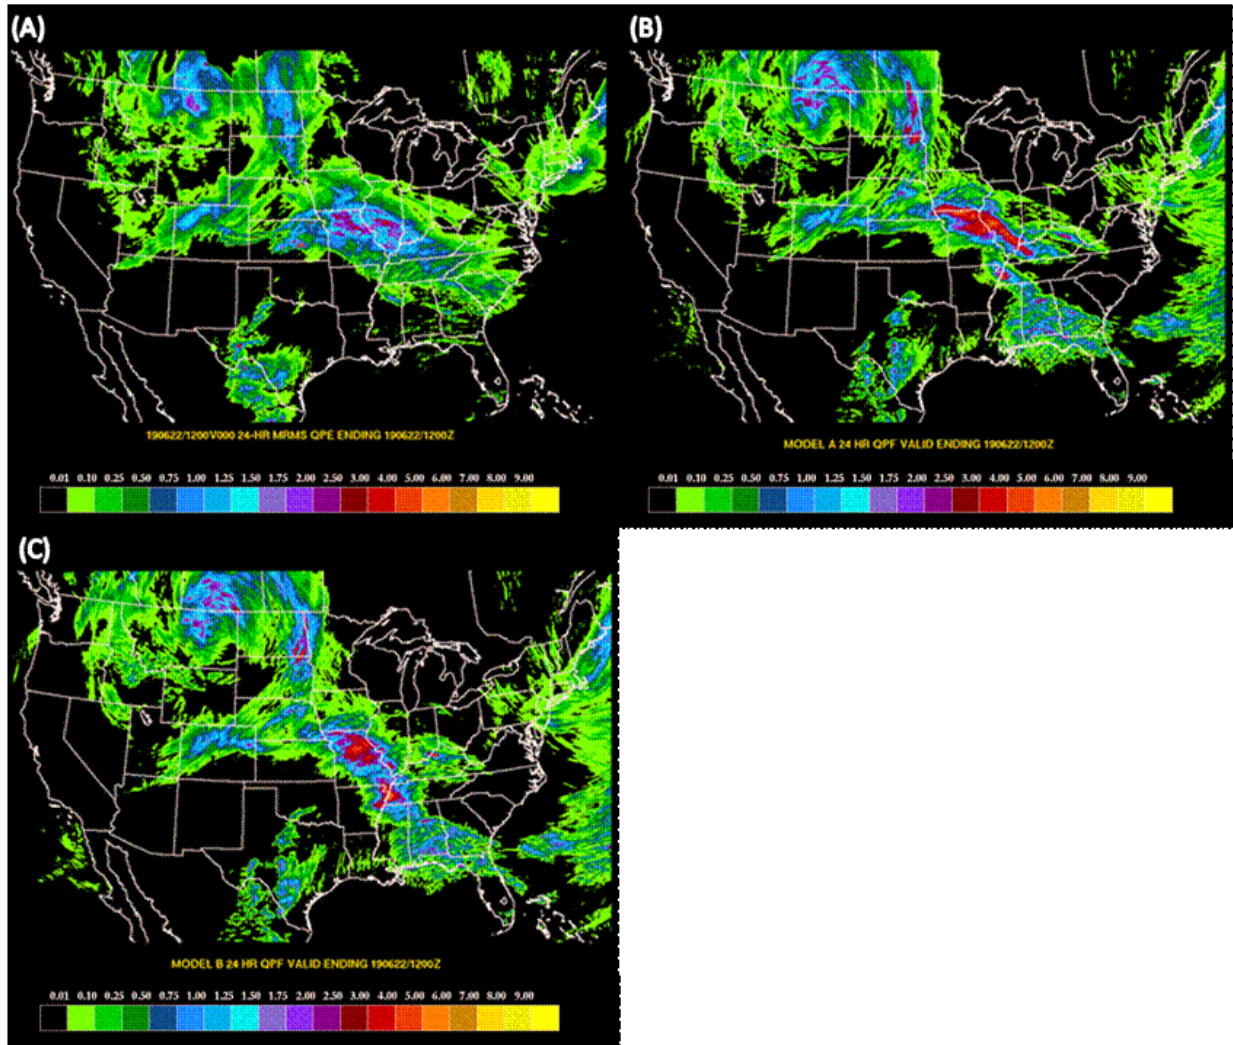 (A)
190622/1200V000 24-HR MRMS QPE ENDING 190622/1200Z
0.01 0.10 0.25 0.50 0.75 1.00 1.25 1.50 1.75 2.00 2.50 3.00 4.00 5.00 6.00 7.00 8.00 9.00
(B)
MODEL A 24 HR QPF VALID ENDING 190622/1200Z
0.01 0.10 0.25 0.50 0.75 1.00 1.25 1.50 1.75 2.00 2.50 3.00 4.00 5.00 6.00 7.00 8.00 9.00
(C)
MODEL B 24 HR QPF VALID ENDING 190622/1200Z
0.01 0.10 0.25 0.50 0.75 1.00 1.25 1.50 1.75 2.00 2.50 3.00 4.00 5.00 6.00 7.00 8.00 9.00